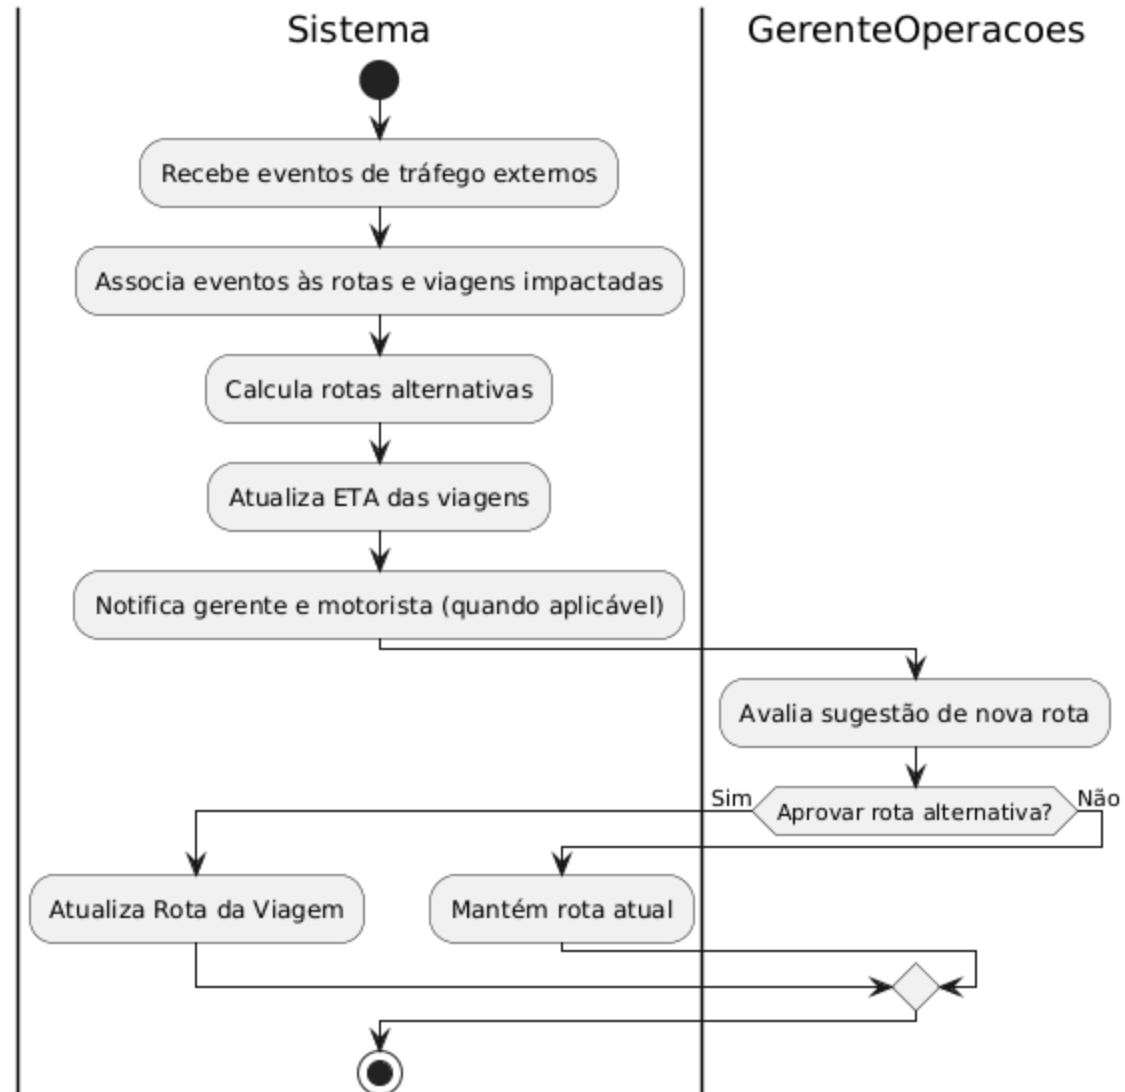 Sistema
GerenteOperacoes
Recebe eventos de tráfego externos
Associa eventos às rotas e viagens impactadas
Calcula rotas alternativas
Atualiza ETA das viagens
Notifica gerente e motorista (quando aplicável)
Avalia sugestão de nova rota
Sim
Aprovar rota alternativa?
Não
Atualiza Rota da Viagem
Mantém rota atual